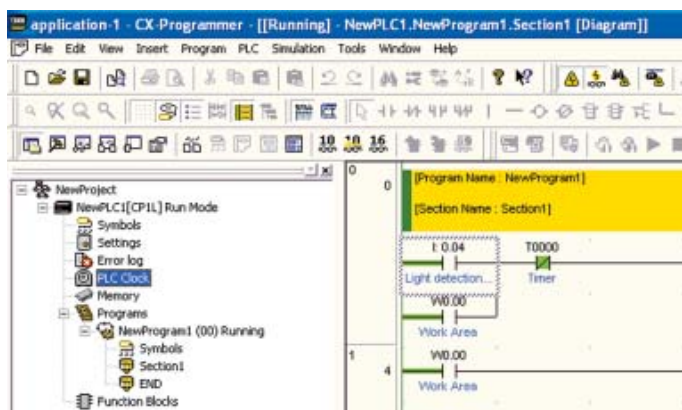 application-1 - CX-Programmer - [[Running] - NewPLC1.NewProgram1.Section1 [Diagram]]
File Edit View Insert Program PLC Simulation Tools Window Help
10 10 16
NewProject
NewPLC1[CP1L] Run Mode
Symbols
Settings
Error log
PLC Clock
Memory
Programs
NewProgram1 (00) Running
Symbols
Section1
END
Function Blocks
0
0
[Program Name : NewProgram1]
[Section Name : Section1]
I: 0.04
T0000
Light detection...
Timer
W0.00
Work Area
1
4
W0.00
Work Area